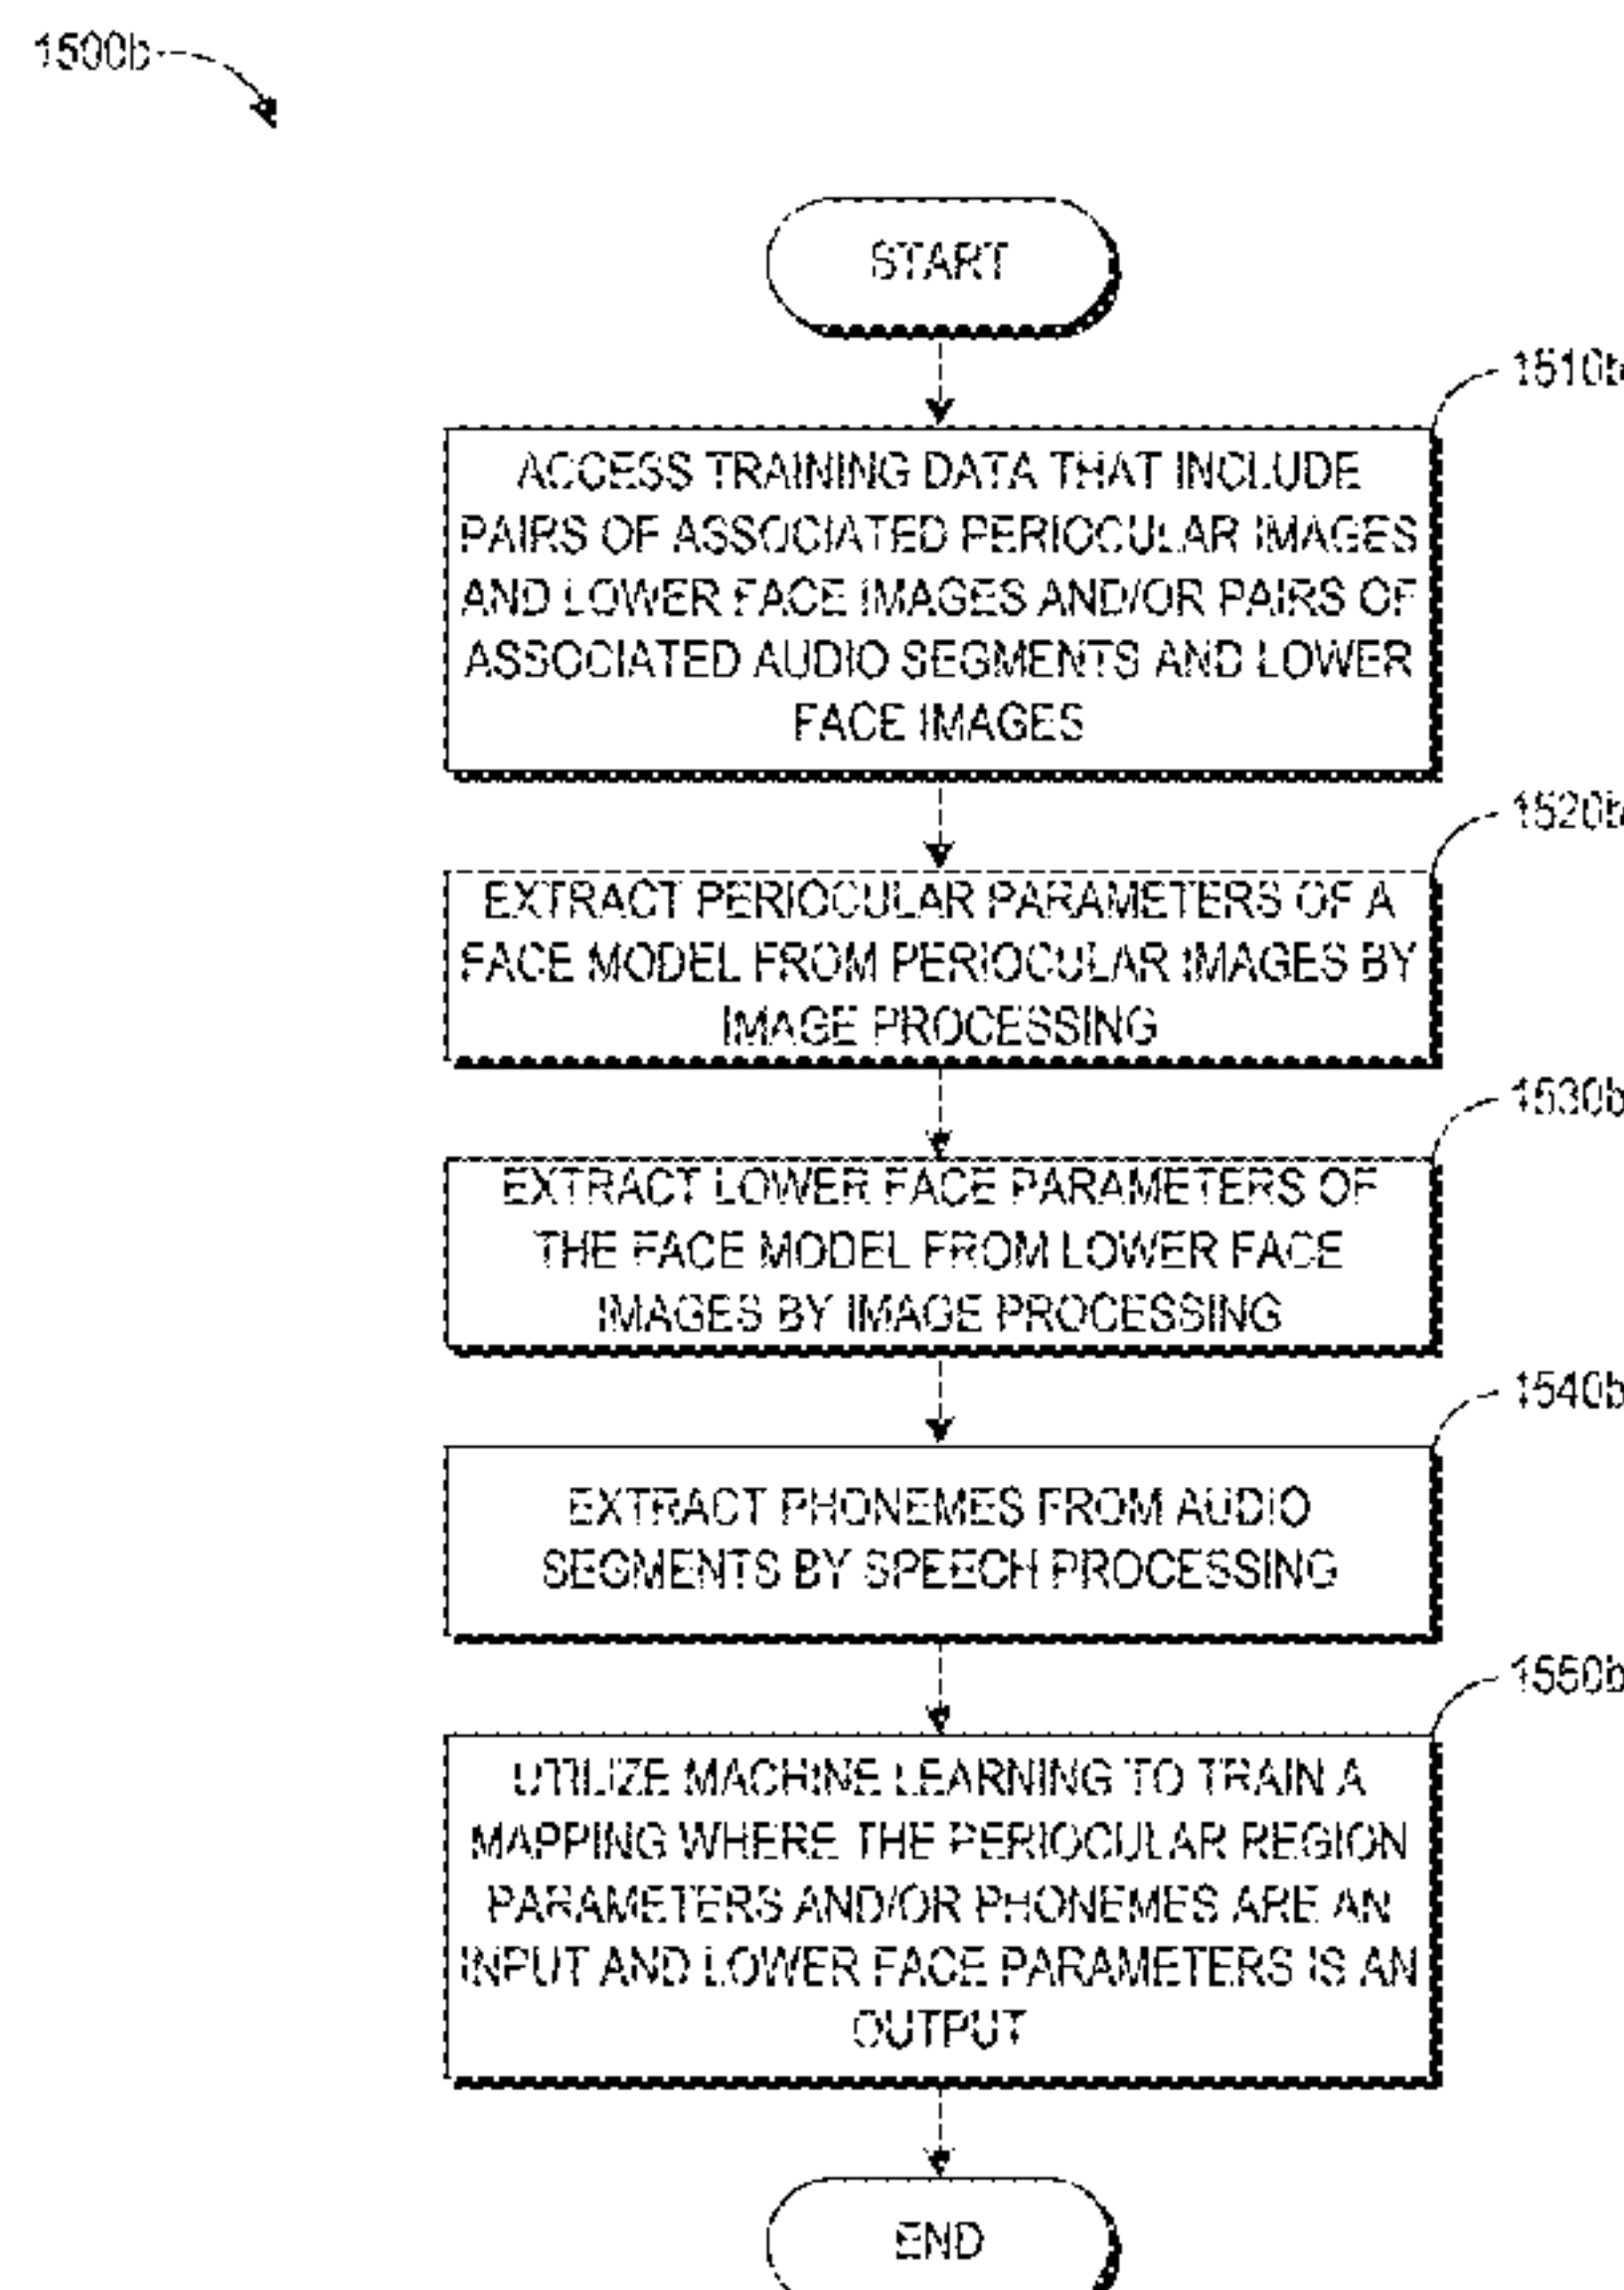 1500b
START
1510b
ACCESS TRAINING DATA THAT INCLUDE
PAIRS OF ASSOCIATED PERIOCULAR IMAGES
AND LOWER FACE IMAGES AND/OR PAIRS OF
ASSOCIATED AUDIO SEGMENTS AND LOWER
FACE IMAGES
1520b
EXTRACT PERIOCULAR PARAMETERS OF A
FACE MODEL FROM PERIOCULAR IMAGES BY
IMAGE PROCESSING
1530b
EXTRACT LOWER FACE PARAMETERS OF
THE FACE MODEL FROM LOWER FACE
IMAGES BY IMAGE PROCESSING
1540b
EXTRACT PHONEMES FROM AUDIO
SEGMENTS BY SPEECH PROCESSING
1550b
UTILIZE MACHINE LEARNING TO TRAIN A
MAPPING WHERE THE PERIOCULAR REGION
PARAMETERS AND/OR PHONEMES ARE AN
INPUT AND LOWER FACE PARAMETERS IS AN
OUTPUT
END